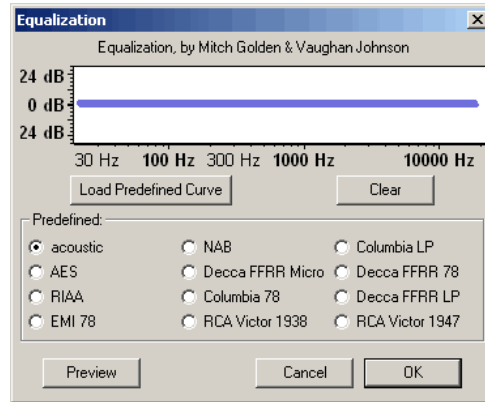 Equalization
Equalization, by Mitch Golden & Vaughan Johnson
24 dB
0 dB
24 dB
30 Hz 100 Hz 300 Hz 1000 Hz 10000 Hz
Load Predefined Curve Clear
Predefined:
acoustic NAB Columbia LP
AES Decca FFRR Micro Decca FFRR 78
RIAA Columbia 78 Decca FFRR LP
EMI 78 RCA Victor 1938 RCA Victor 1947
Preview Cancel OK